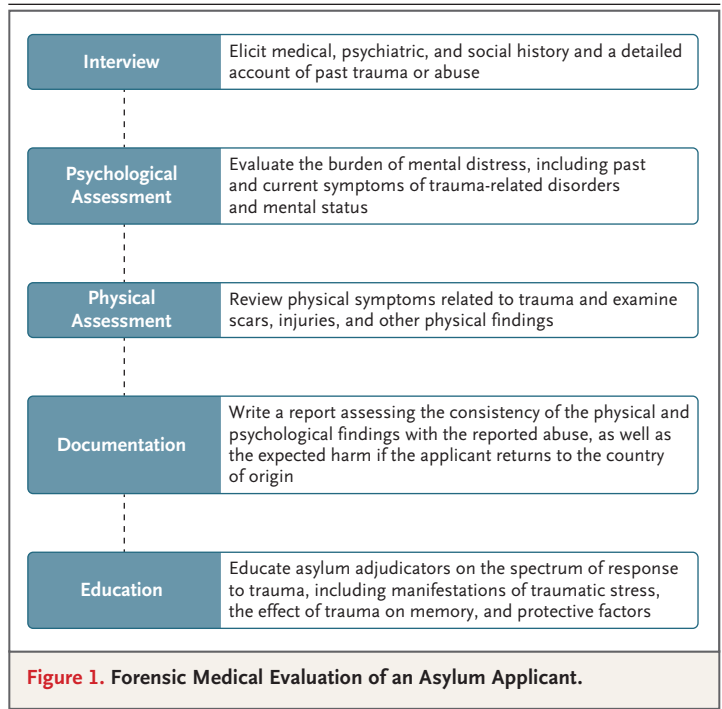 Interview
Elicit medical, psychiatric, and social history and a detailed
account of past trauma or abuse
Psychological
Assessment
Evaluate the burden of mental distress, including past
and current symptoms of trauma-related disorders
and mental status
Physical
Assessment
Review physical symptoms related to trauma and examine
scars, injuries, and other physical findings
Documentation
Write a report assessing the consistency of the physical and
psychological findings with the reported abuse, as well as
the expected harm if the applicant returns to the country
of origin
Education
Educate asylum adjudicators on the spectrum of response
to trauma, including manifestations of traumatic stress,
the effect of trauma on memory, and protective factors
Figure 1. Forensic Medical Evaluation of an Asylum Applicant.